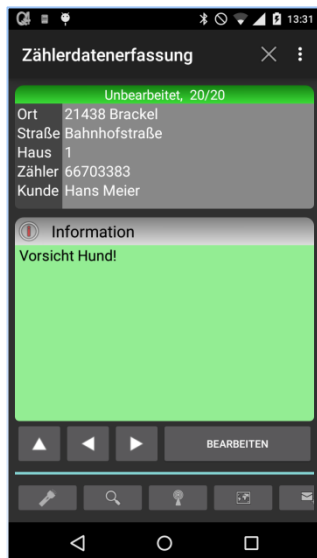 13:31
Zählerdatenerfassung
Unbearbeitet, 20/20
Ort 21438 Brackel
Straße Bahnhofstraße
Haus 1
Zähler 66703383
Kunde Hans Meier
Information
Vorsicht Hund!
BEARBEITEN